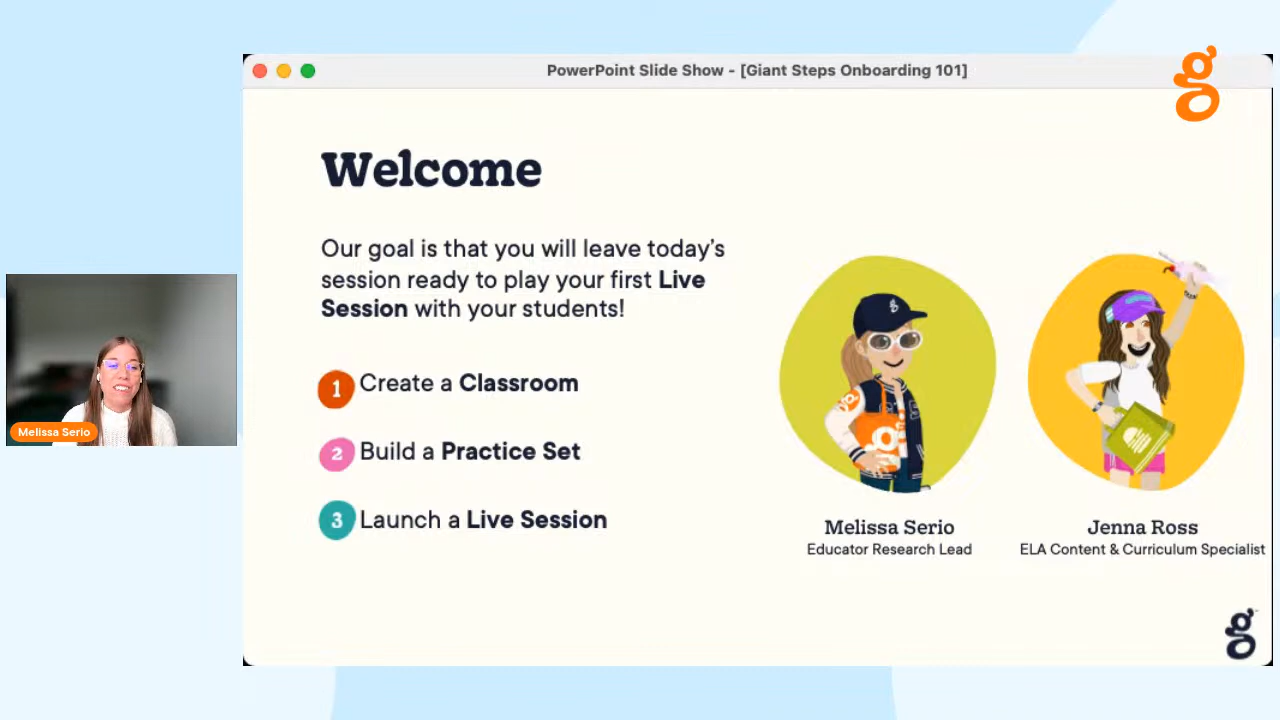 PowerPoint Slide Show - [Giant Steps Onboarding 101]
g
Welcome
Our goal is that you will leave today's
session ready to play your first Live
Session with your students!
1 Create a Classroom
2 Build a Practice Set
3 Launch a Live Session
Melissa Serio
Educator Research Lead
Jenna Ross
ELA Content & Curriculum Specialist
Melissa Serio
g